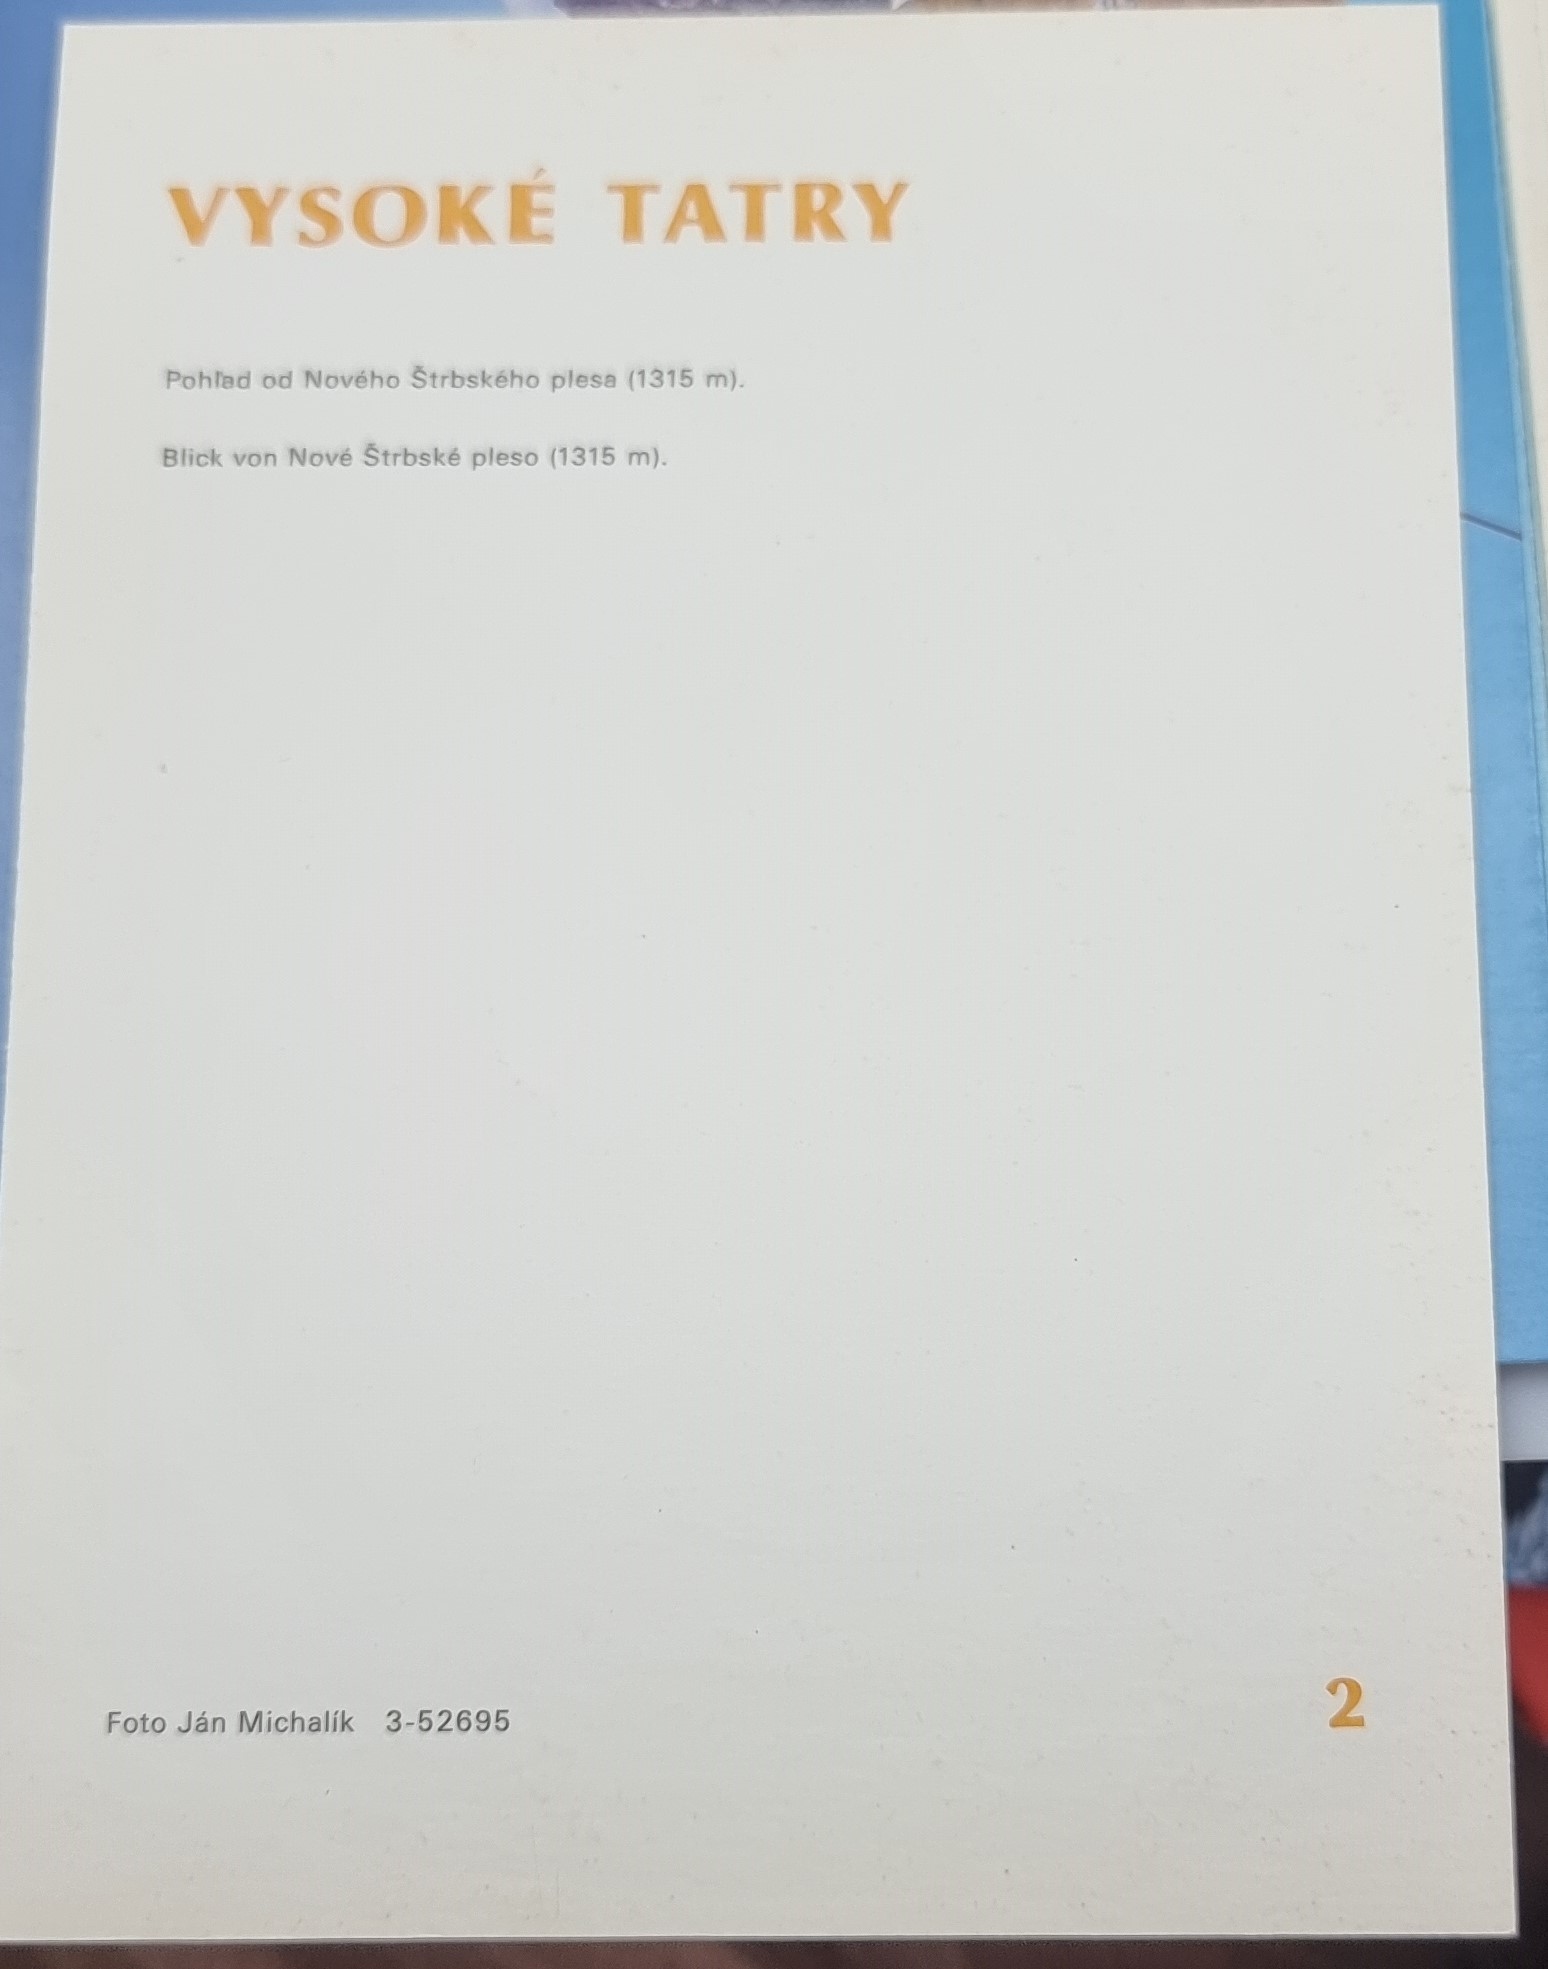 VYSOKÉ TATRY
Pohľad od Nového Štrbského plesa (1315 m).
Blick von Nové Štrbské pleso (1315 m).
Foto Ján Michalík 3-52695
2